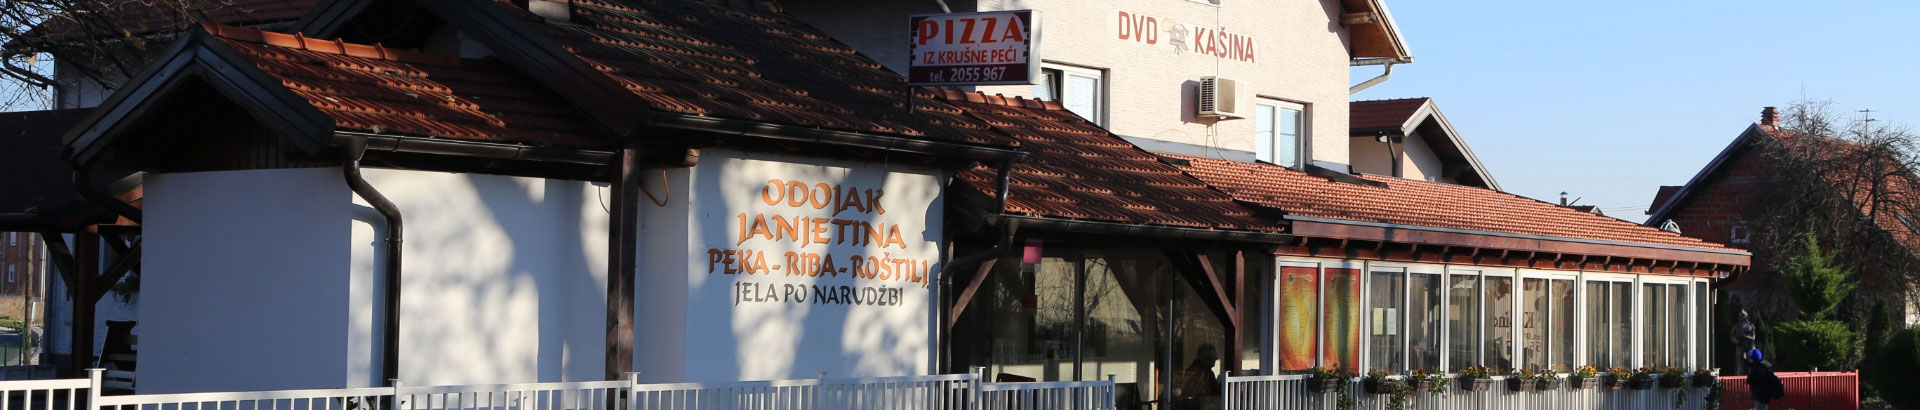 PIZZA
IZ KRUŠNE PEĆI
tel. 2055 967
DVD KAŠINA
ODOJAK
JANJETINA
PEKA - RIBA - ROŠTILJ
JELA PO NARUDŽBI